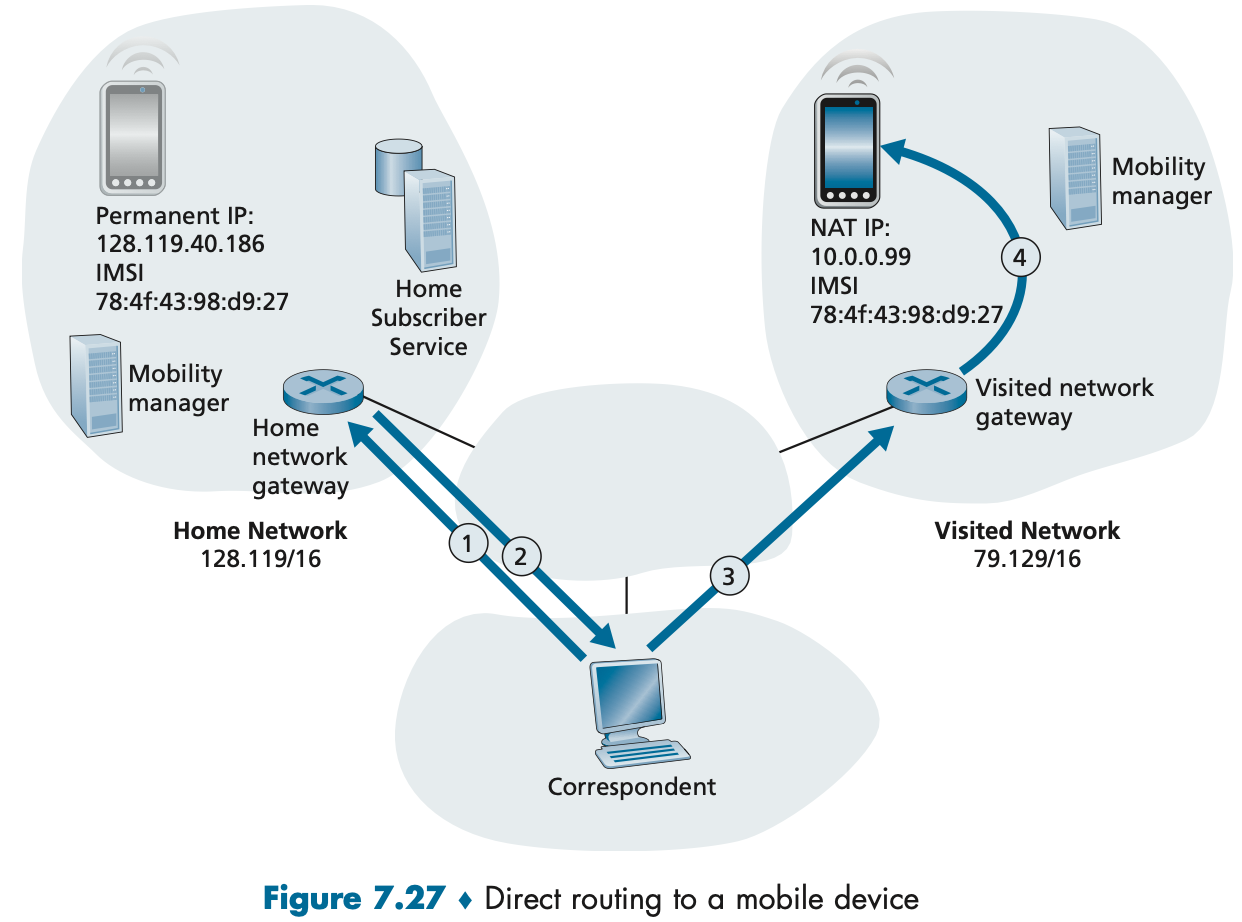 Permanent IP:
128.119.40.186
IMSI
78:4f:43:98:d9:27
Home
Subscriber
Service
Mobility
manager
Home
network
gateway
Home Network
128.119/16
NAT IP:
10.0.0.99
IMSI
78:4f:43:98:d9:27
Mobility
manager
4
Visited network
gateway
Visited Network
79.129/16
1
2
3
Correspondent
Figure 7.27 ♦ Direct routing to a mobile device